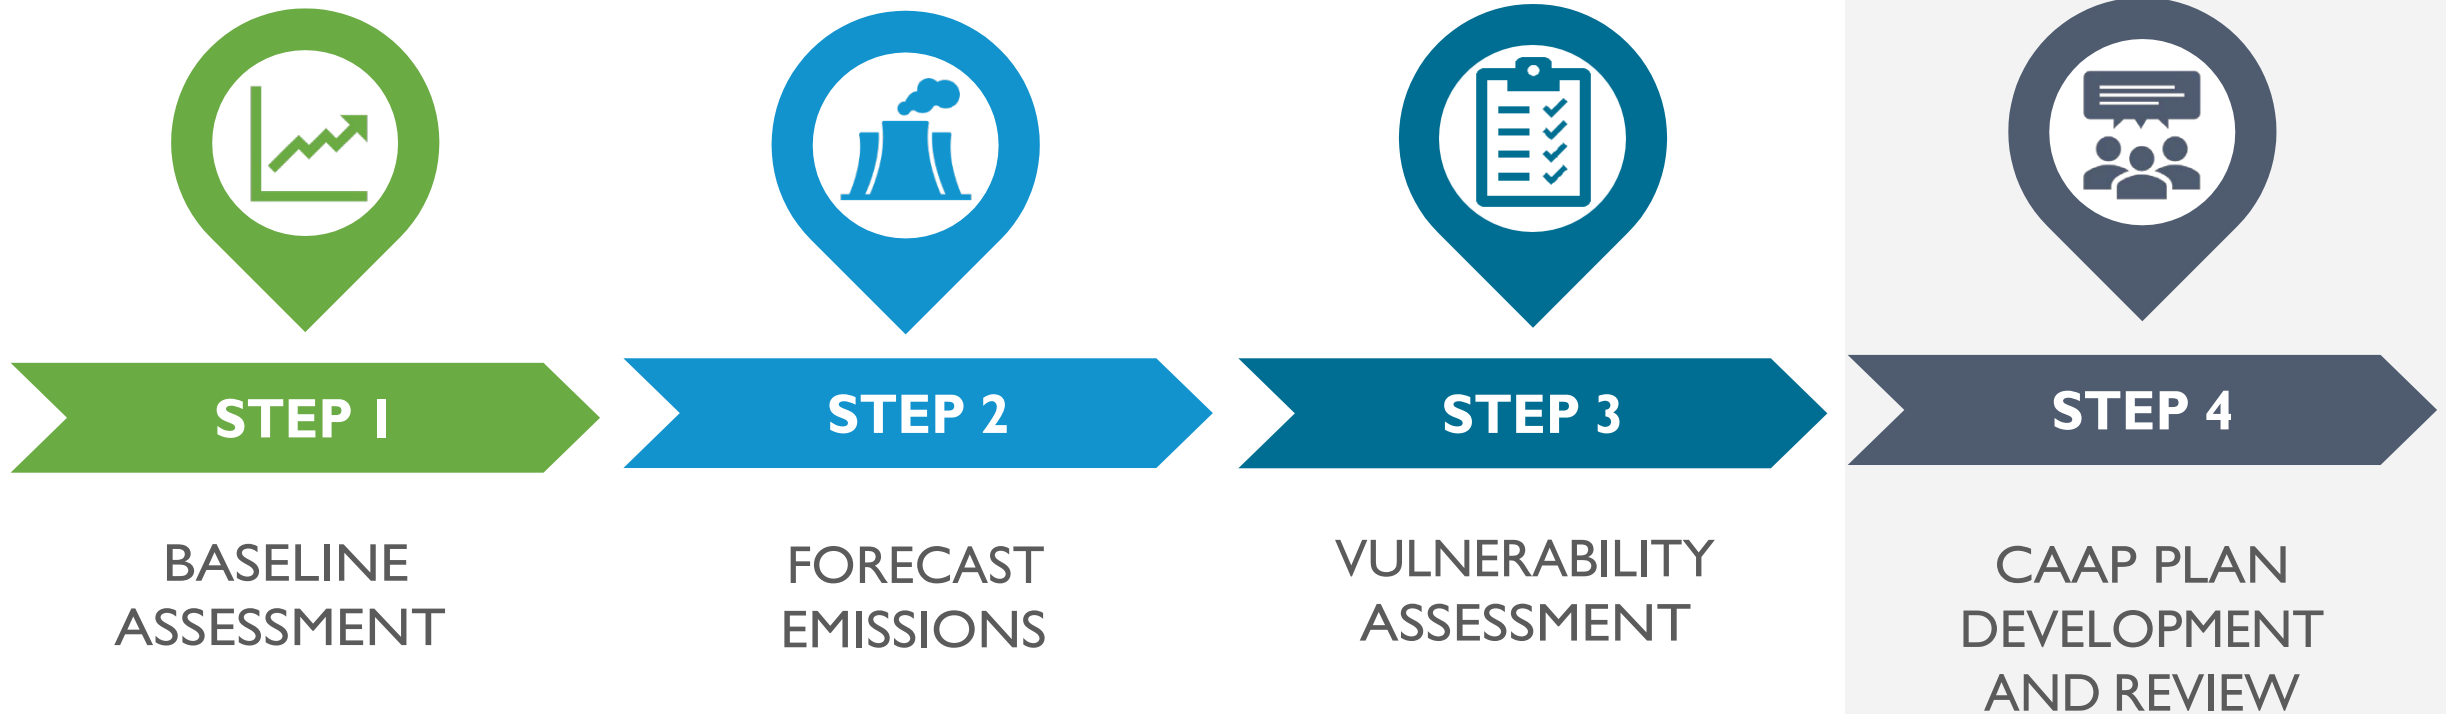 STEP 1
BASELINE
ASSESSMENT
STEP 2
FORECAST
EMISSIONS
STEP 3
VULNERABILITY
ASSESSMENT
STEP 4
CAAP PLAN
DEVELOPMENT
AND REVIEW